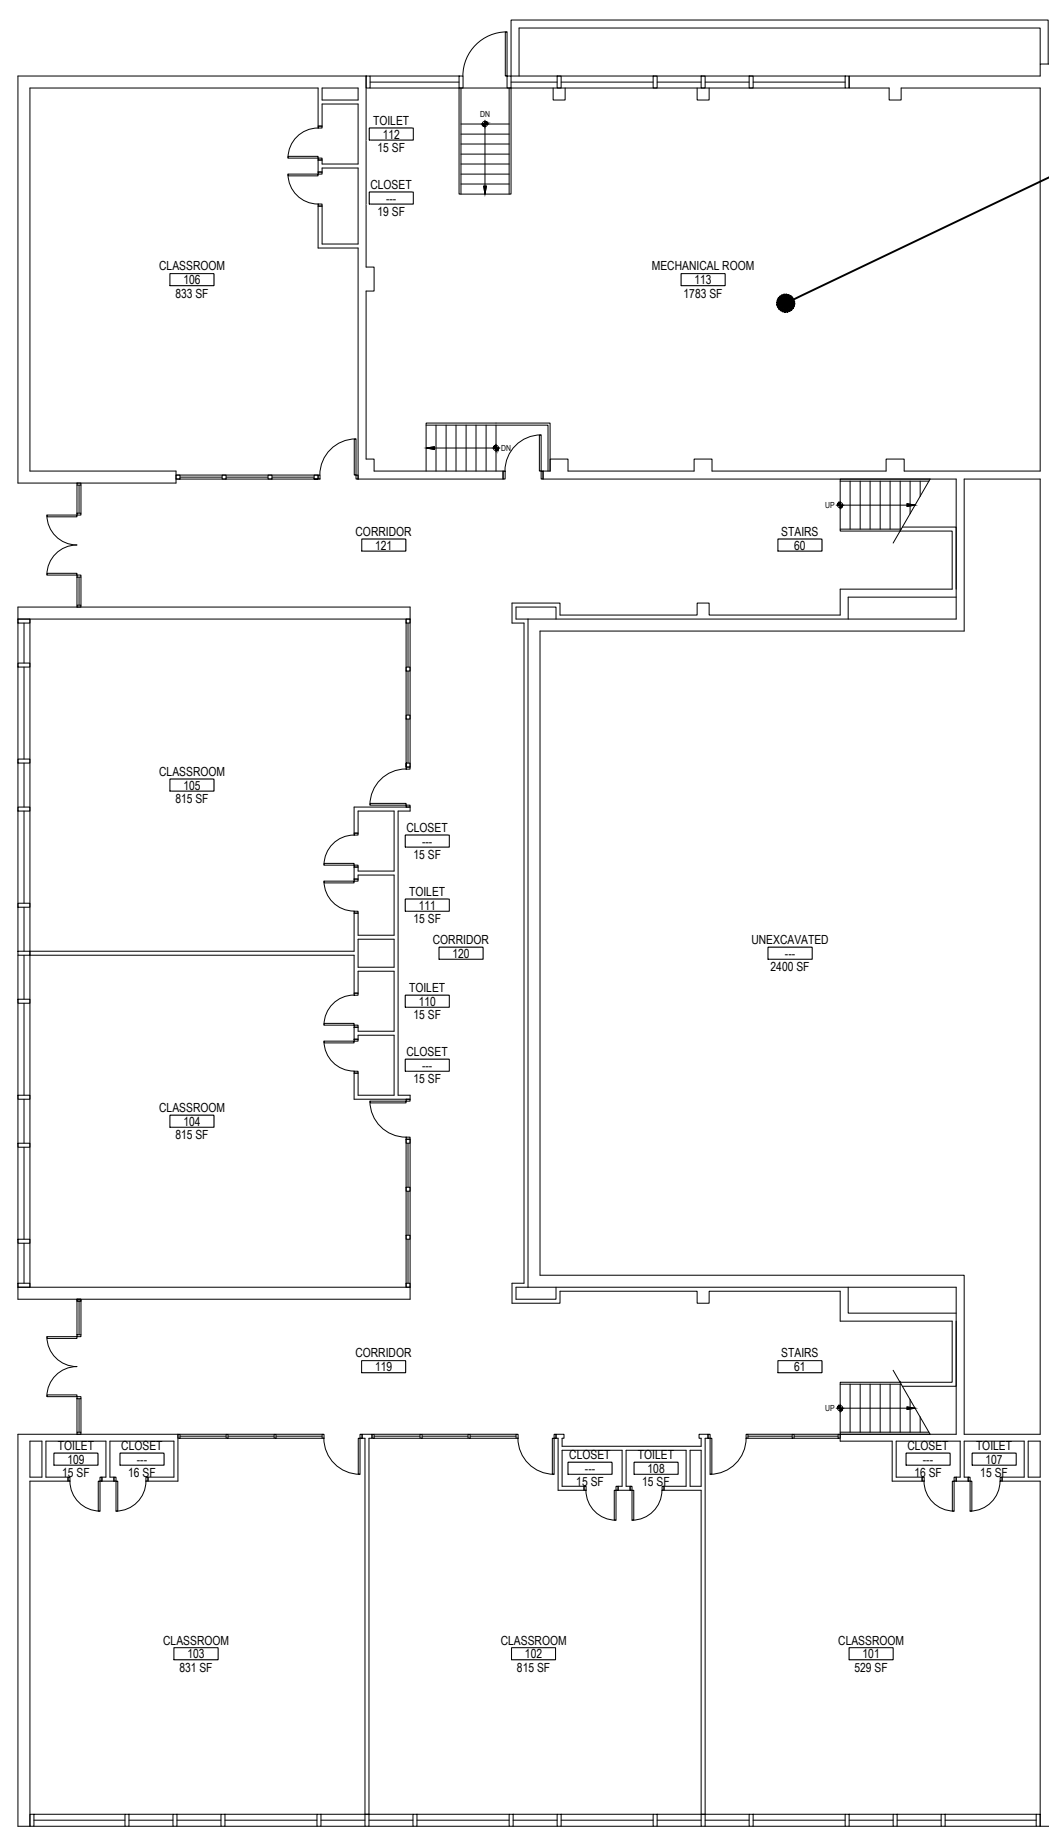 DN
TOILET
112
15 SF
CLOSET
---
19 SF
CLASSROOM
106
833 SF
MECHANICAL ROOM
113
1783 SF
DN
UP
CORRIDOR
121
STAIRS
60
CLASSROOM
105
815 SF
CLOSET
---
15 SF
TOILET
111
15 SF
CORRIDOR
120
UNEXCAVATED
---
2400 SF
TOILET
110
15 SF
CLOSET
---
15 SF
CLASSROOM
104
815 SF
CORRIDOR
119
STAIRS
61
UP
TOILET
109
15 SF
CLOSET
---
16 SF
CLOSET
---
15 SF
TOILET
108
15 SF
CLOSET
---
16 SF
TOILET
107
15 SF
CLASSROOM
103
831 SF
CLASSROOM
102
815 SF
CLASSROOM
101
529 SF